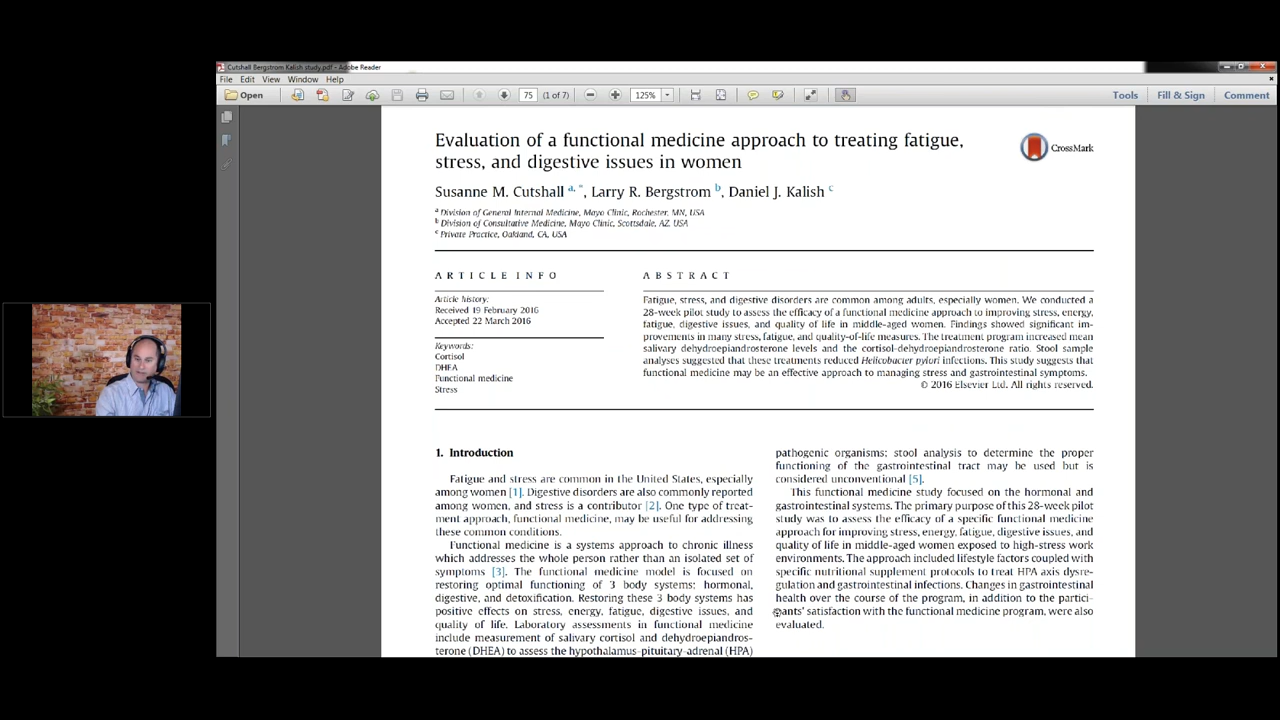 Cutshall Bergstrom Kalish study.pdf - Adobe Reader
File Edit View Window Help
Open 75 (1 of 7) 125% Tools Fill & Sign Comment
Evaluation of a functional medicine approach to treating fatigue,
stress, and digestive issues in women
CrossMark
Susanne M. Cutshall a, *, Larry R. Bergstrom b, Daniel J. Kalish c
a Division of General Internal Medicine, Mayo Clinic, Rochester, MN, USA
b Division of Consultative Medicine, Mayo Clinic, Scottsdale, AZ, USA
c Private Practice, Oakland, CA, USA
ARTICLE INFO
Article history:
Received 19 February 2016
Accepted 22 March 2016
Keywords:
Cortisol
DHEA
Functional medicine
Stress
ABSTRACT
Fatigue, stress, and digestive disorders are common among adults, especially women. We conducted a
28-week pilot study to assess the efficacy of a functional medicine approach to improving stress, energy,
fatigue, digestive issues, and quality of life in middle-aged women. Findings showed significant im-
provements in many stress, fatigue, and quality-of-life measures. The treatment program increased mean
salivary dehydroepiandrosterone levels and the cortisol-dehydroepiandrosterone ratio. Stool sample
analyses suggested that these treatments reduced Helicobacter pylori infections. This study suggests that
functional medicine may be an effective approach to managing stress and gastrointestinal symptoms.
© 2016 Elsevier Ltd. All rights reserved.
1. Introduction
Fatigue and stress are common in the United States, especially
among women [1]. Digestive disorders are also commonly reported
among women, and stress is a contributor [2]. One type of treat-
ment approach, functional medicine, may be useful for addressing
these common conditions.
Functional medicine is a systems approach to chronic illness
which addresses the whole person rather than an isolated set of
symptoms [3]. The functional medicine model is focused on
restoring optimal functioning of 3 body systems: hormonal,
digestive, and detoxification. Restoring these 3 body systems has
positive effects on stress, energy, fatigue, digestive issues, and
quality of life. Laboratory assessments in functional medicine
include measurement of salivary cortisol and dehydroepiandros-
terone (DHEA) to assess the hypothalamus-pituitary-adrenal (HPA)
pathogenic organisms; stool analysis to determine the proper
functioning of the gastrointestinal tract may be used but is
considered unconventional [5].
This functional medicine study focused on the hormonal and
gastrointestinal systems. The primary purpose of this 28-week pilot
study was to assess the efficacy of a specific functional medicine
approach for improving stress, energy, fatigue, digestive issues, and
quality of life in middle-aged women exposed to high-stress work
environments. The approach included lifestyle factors coupled with
specific nutritional supplement protocols to treat HPA axis dysre-
gulation and gastrointestinal infections. Changes in gastrointestinal
health over the course of the program, in addition to the partici-
pants' satisfaction with the functional medicine program, were also
evaluated.